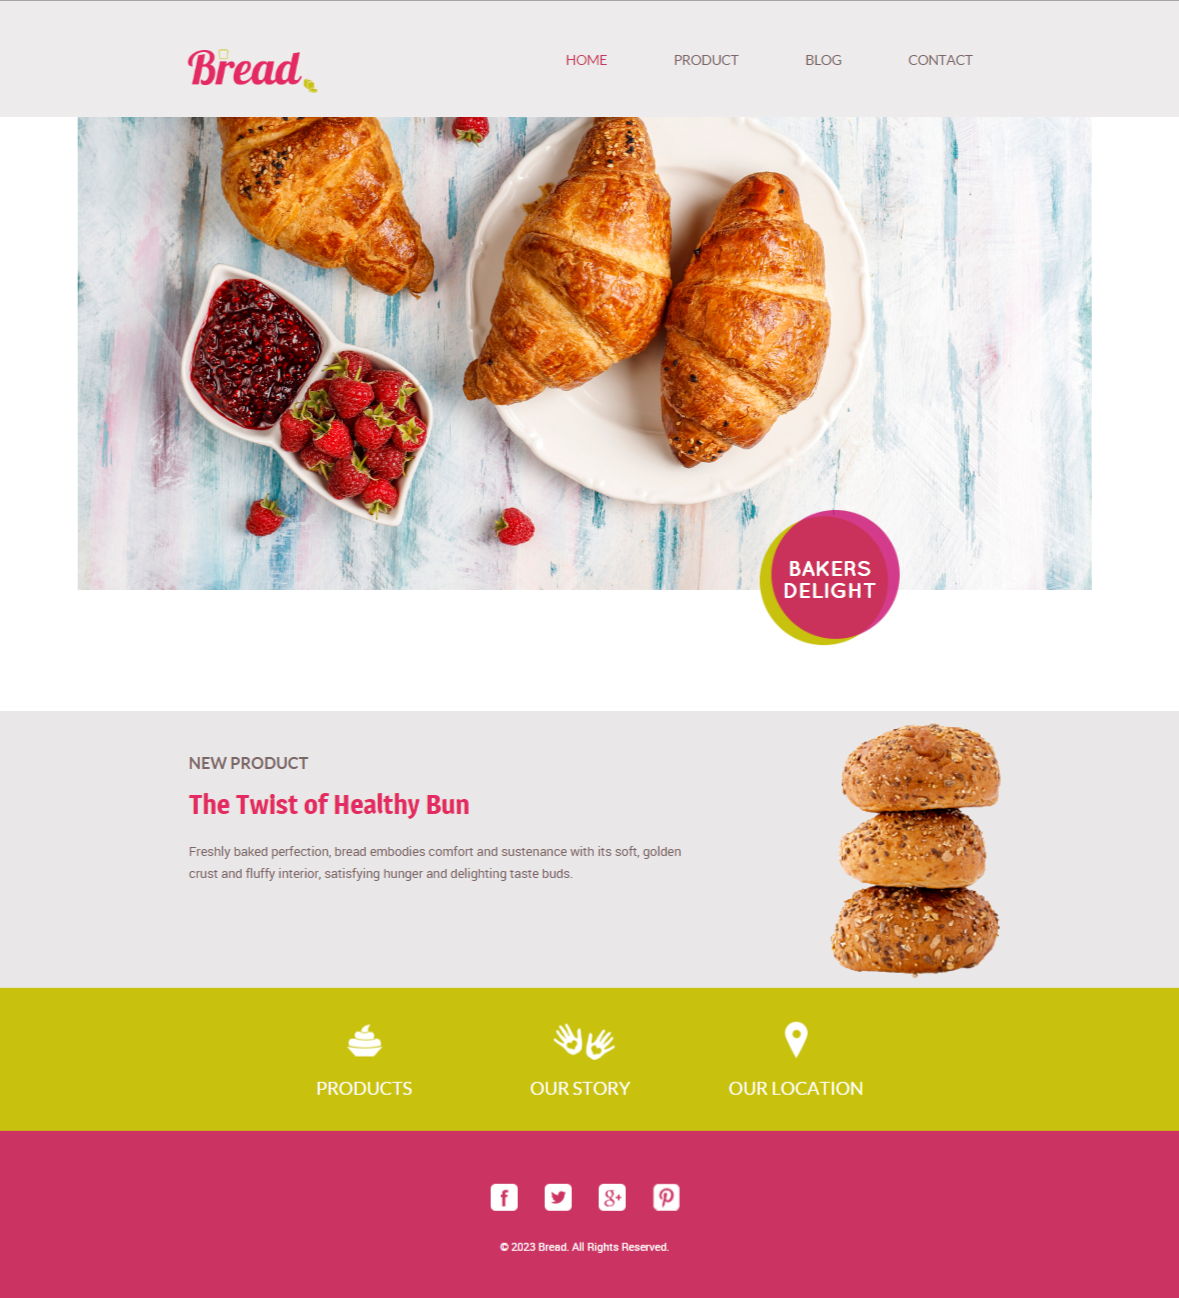 Bread
HOME PRODUCT BLOG CONTACT
BAKERS
DELIGHT
NEW PRODUCT
The Twist of Healthy Bun
Freshly baked perfection, bread embodies comfort and sustenance with its soft, golden
crust and fluffy interior, satisfying hunger and delighting taste buds.
PRODUCTS OUR STORY OUR LOCATION
f g+
© 2023 Bread. All Rights Reserved.